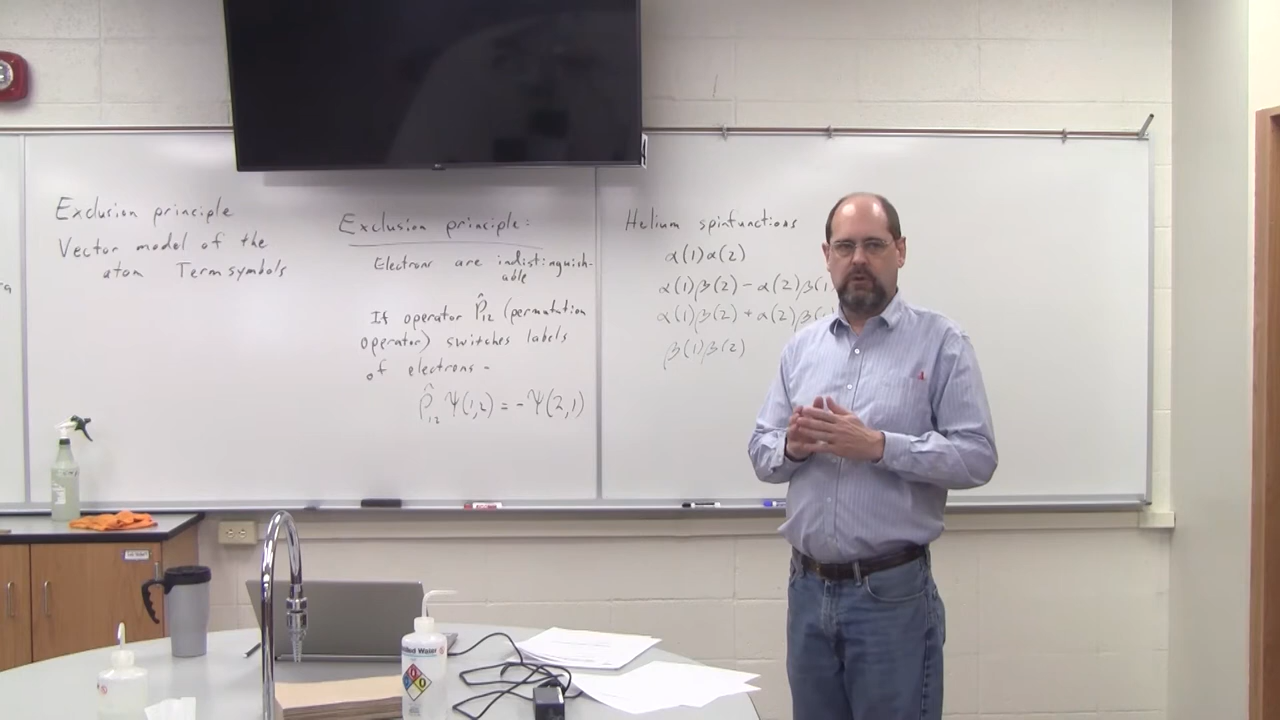 Exclusion principle
Vector model of the
atom Term symbols
Exclusion principle:
Electrons are indistinguish-
able
If operator P̂₁₂ (permutation
operator) switches labels
of electrons -
P̂₁₂ Ψ(1,2) = - Ψ(2,1)
Helium spinfunctions
α(1)α(2)
α(1)β(2) - α(2)β(1
α(1)β(2) + α(2)β(
β(1)β(2)
Water